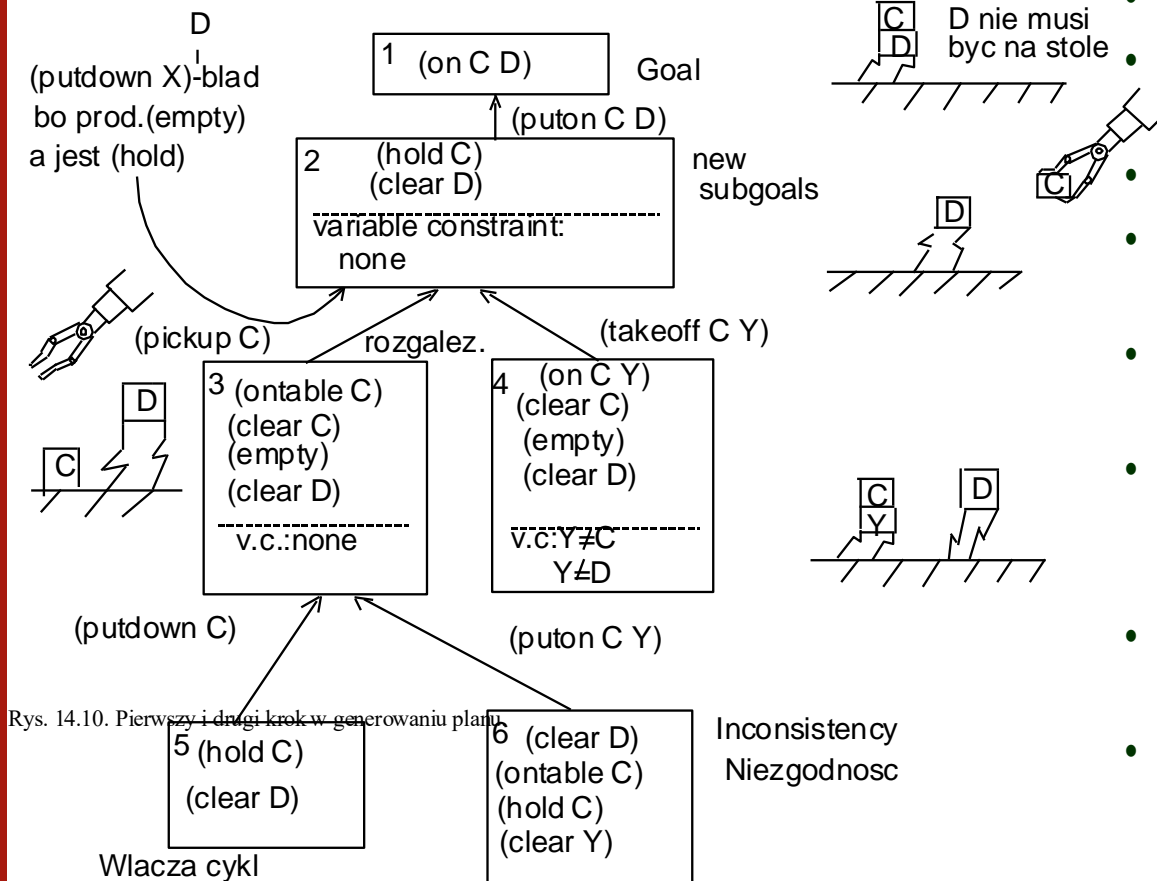 D
(putdown X)-blad
bo prod.(empty)
a jest (hold)
1 (on C D)
Goal
C
D
D nie musi
byc na stole
(puton C D)
2 (hold C)
(clear D)
variable constraint:
none
new
subgoals
C
D
(pickup C)
rozgalez.
(takeoff C Y)
D
C
3 (ontable C)
(clear C)
(empty)
(clear D)
v.c.:none
4 (on C Y)
(clear C)
(empty)
(clear D)
v.c:Y≠C
Y≠D
C
Y
D
(putdown C)
(puton C Y)
Rys. 14.10. Pierwszy i drugi krok w generowaniu planu.
5 (hold C)
(clear D)
Wlacza cykl
6 (clear D)
(ontable C)
(hold C)
(clear Y)
Inconsistency
Niezgodnosc